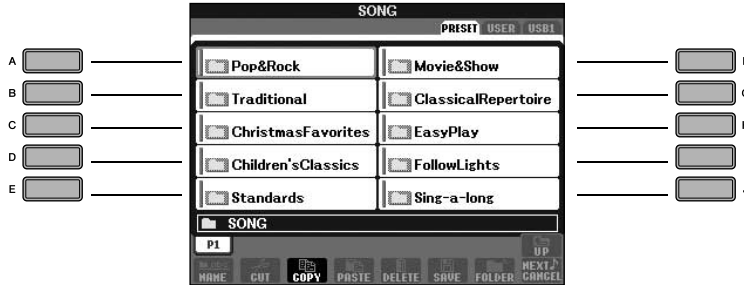 SONG
PRESET USER USB1
A
Pop&Rock
Movie&Show
B
Traditional
ClassicalRepertoire
C
ChristmasFavorites
EasyPlay
D
Children'sClassics
FollowLights
E
Standards
Sing-a-long
SONG
P1
UP
NAME CUT COPY PASTE DELETE SAVE FOLDER NEXT CANCEL